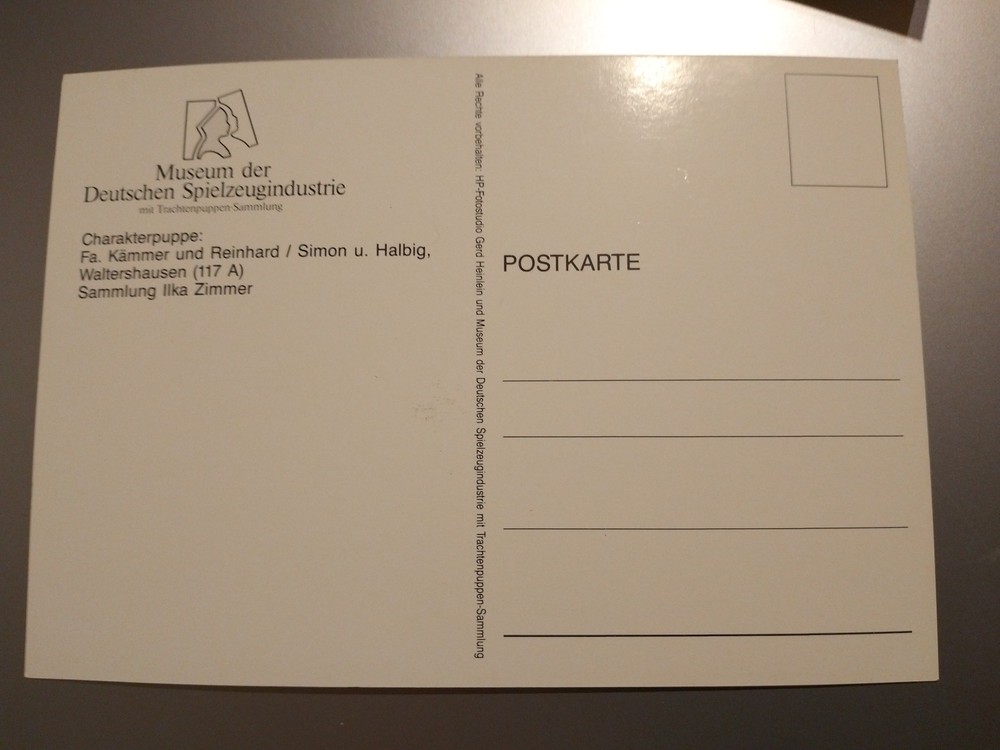 Museum der
Deutschen Spielzeugindustrie
mit Trachtenpuppen-Sammlung
Charakterpuppe:
Fa. Kämmer und Reinhard / Simon u. Halbig,
Waltershausen (117 A)
Sammlung Ilka Zimmer
Alle Rechte vorbehalten: HP-Fotostudio Gerd Heinlein und Museum der Deutschen Spielzeugindustrie mit Trachtenpuppen-Sammlung
POSTKARTE